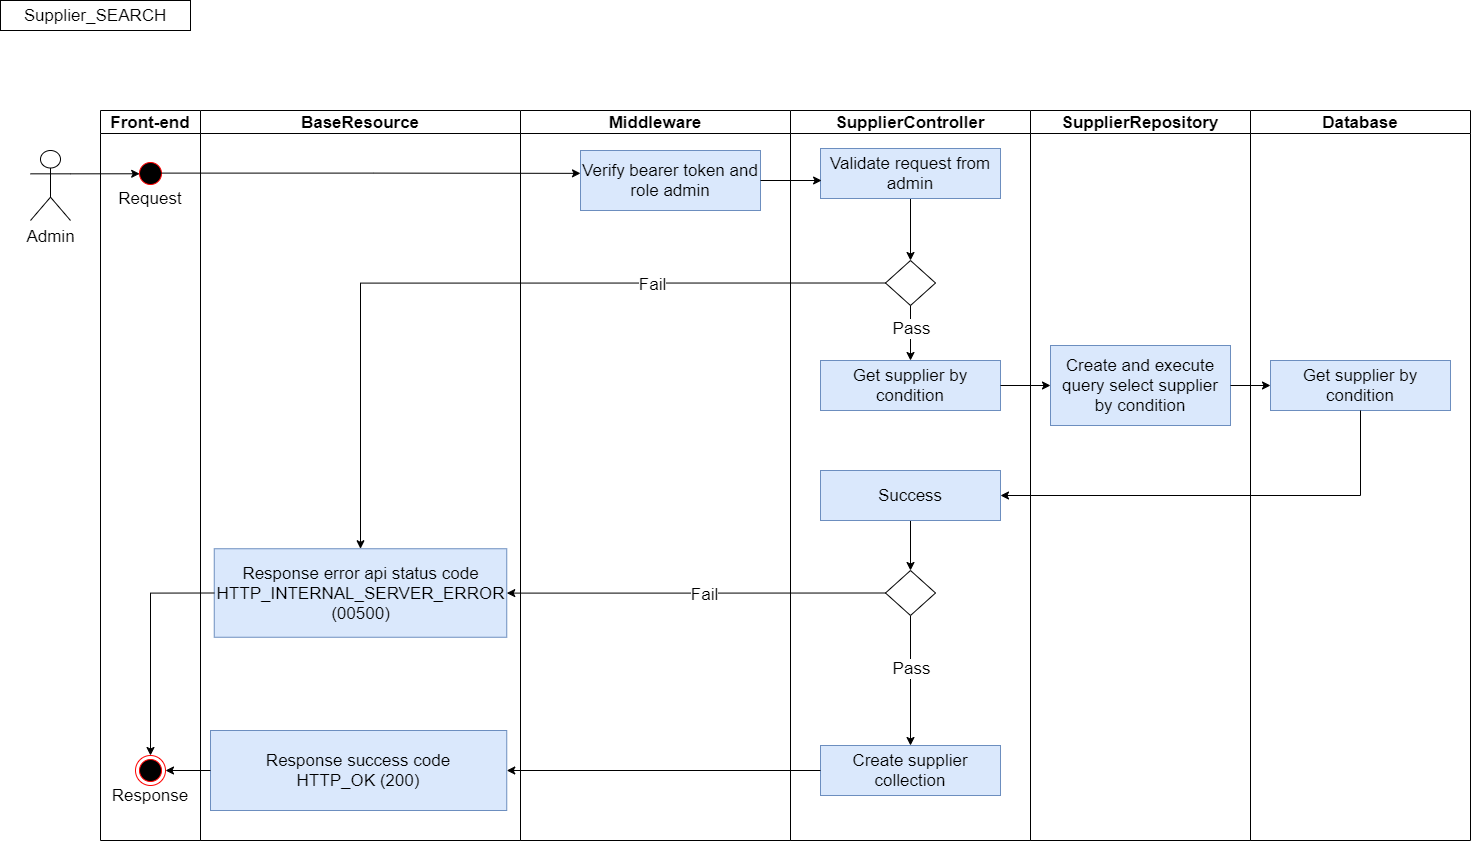 Supplier_SEARCH
Front-end
BaseResource
Middleware
SupplierController
SupplierRepository
Database
Admin
Request
Verify bearer token and
role admin
Validate request from
admin
Fail
Pass
Get supplier by
condition
Create and execute
query select supplier
by condition
Get supplier by
condition
Success
Response error api status code
HTTP_INTERNAL_SERVER_ERROR
(00500)
Fail
Pass
Response success code
HTTP_OK (200)
Create supplier
collection
Response